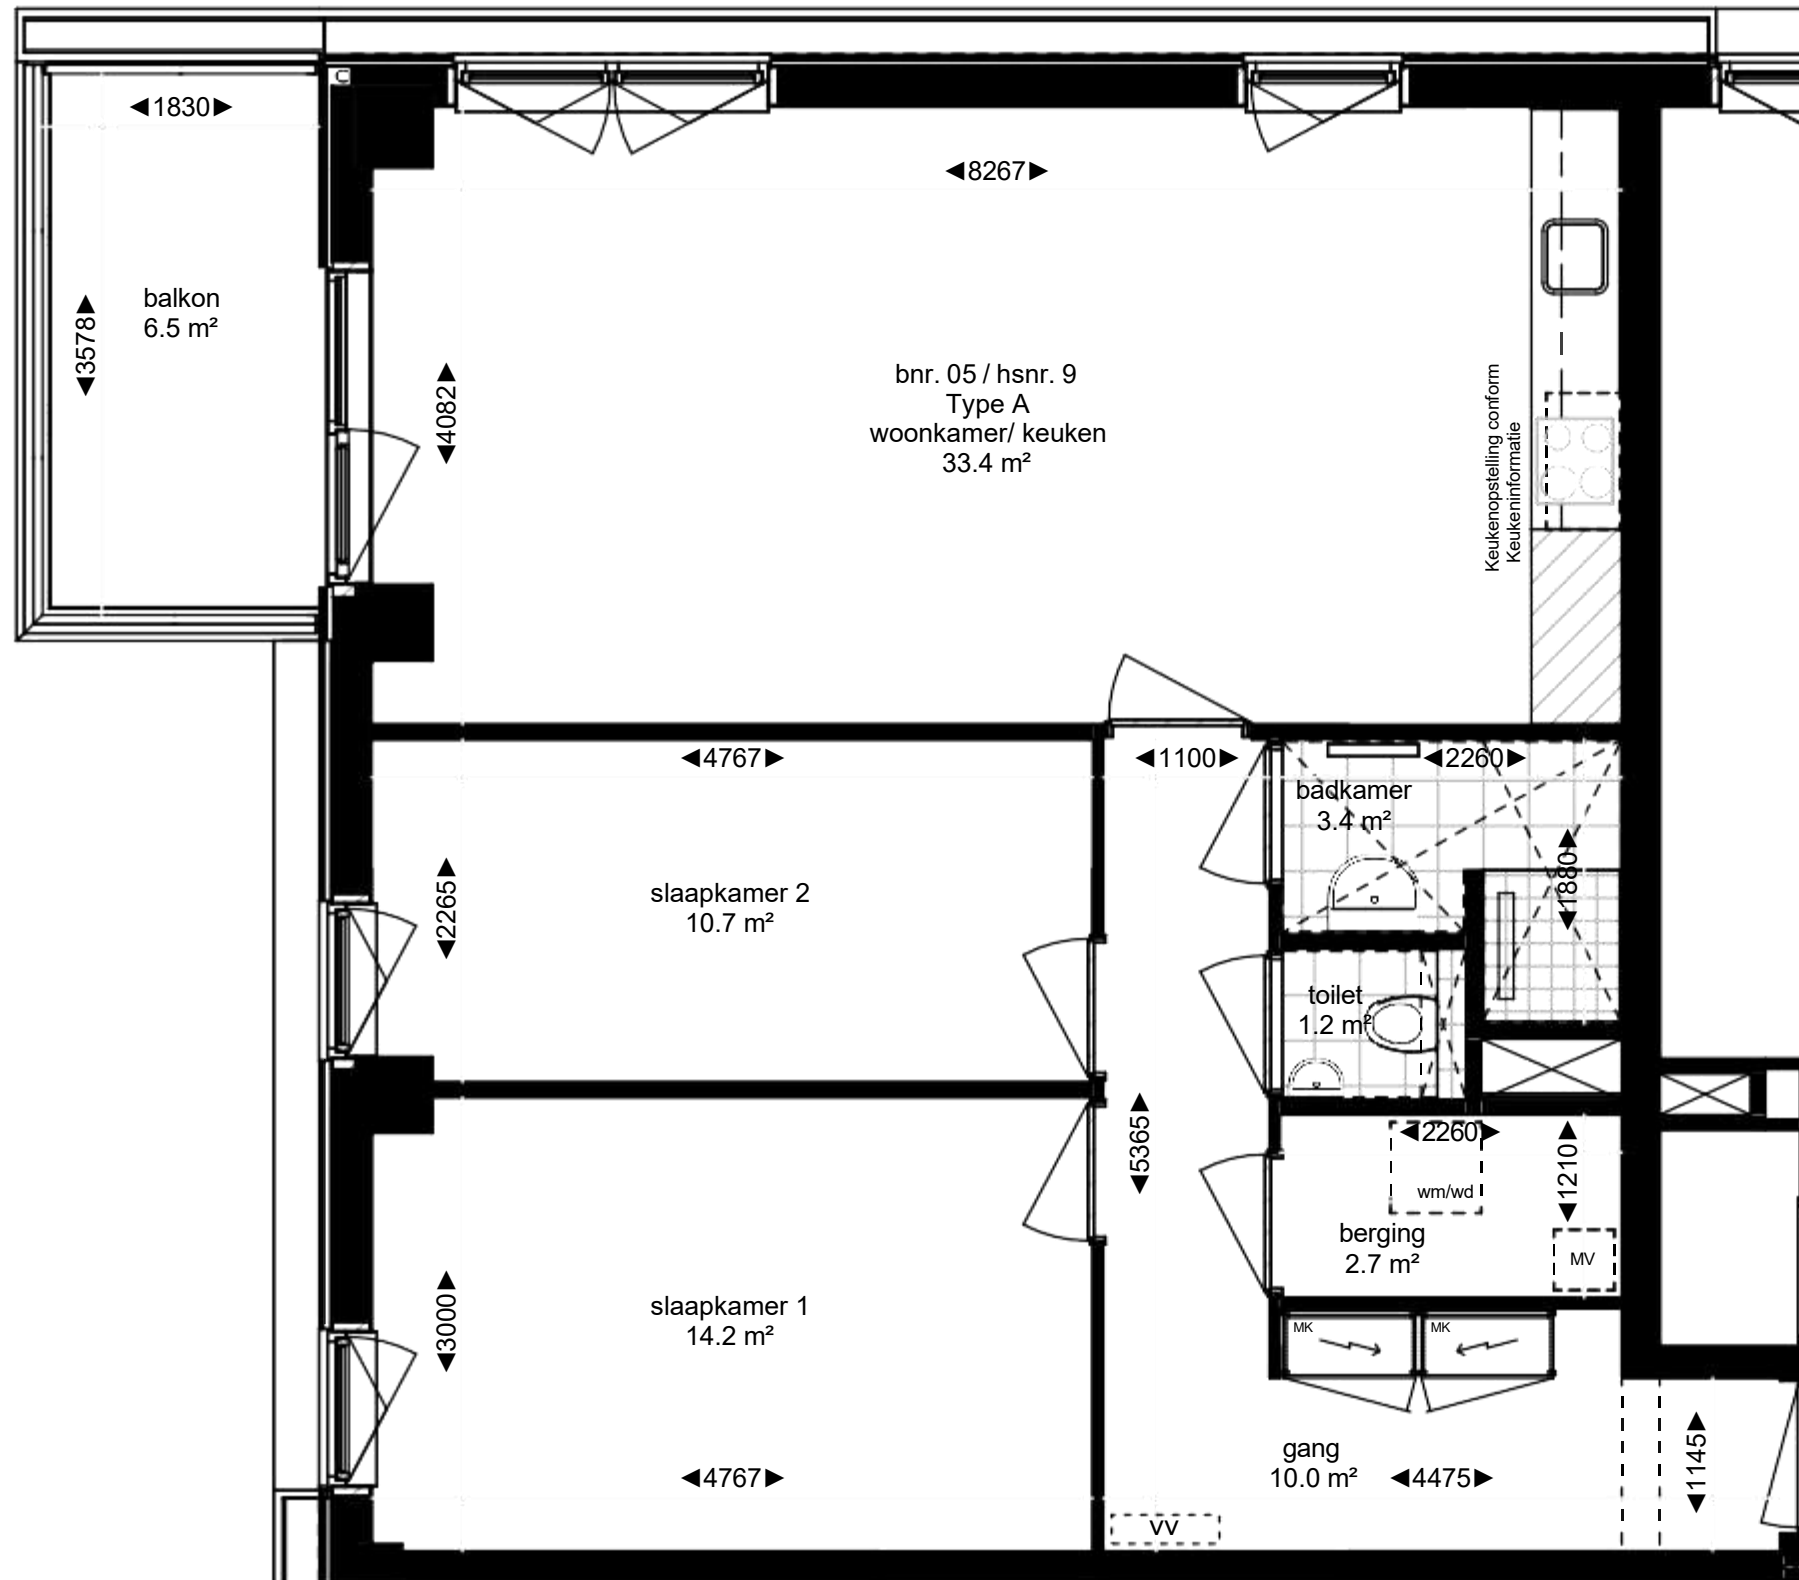 ◄1830►
◄8267►
balkon
6.5 m²
◄3578►
◄4082►
bnr. 05 / hsnr. 9
Type A
woonkamer/ keuken
33.4 m²
Keukenopstelling conform
Keukeninformatie
◄4767►
◄1100►
◄2260►
badkamer
3.4 m²
◄1880►
◄2265►
slaapkamer 2
10.7 m²
toilet
1.2 m²
◄5365►
◄2260►
◄1210►
wm/wd
berging
2.7 m²
MV
◄3000►
slaapkamer 1
14.2 m²
MK
MK
gang
10.0 m²
◄4475►
◄1145►
◄4767►
VV